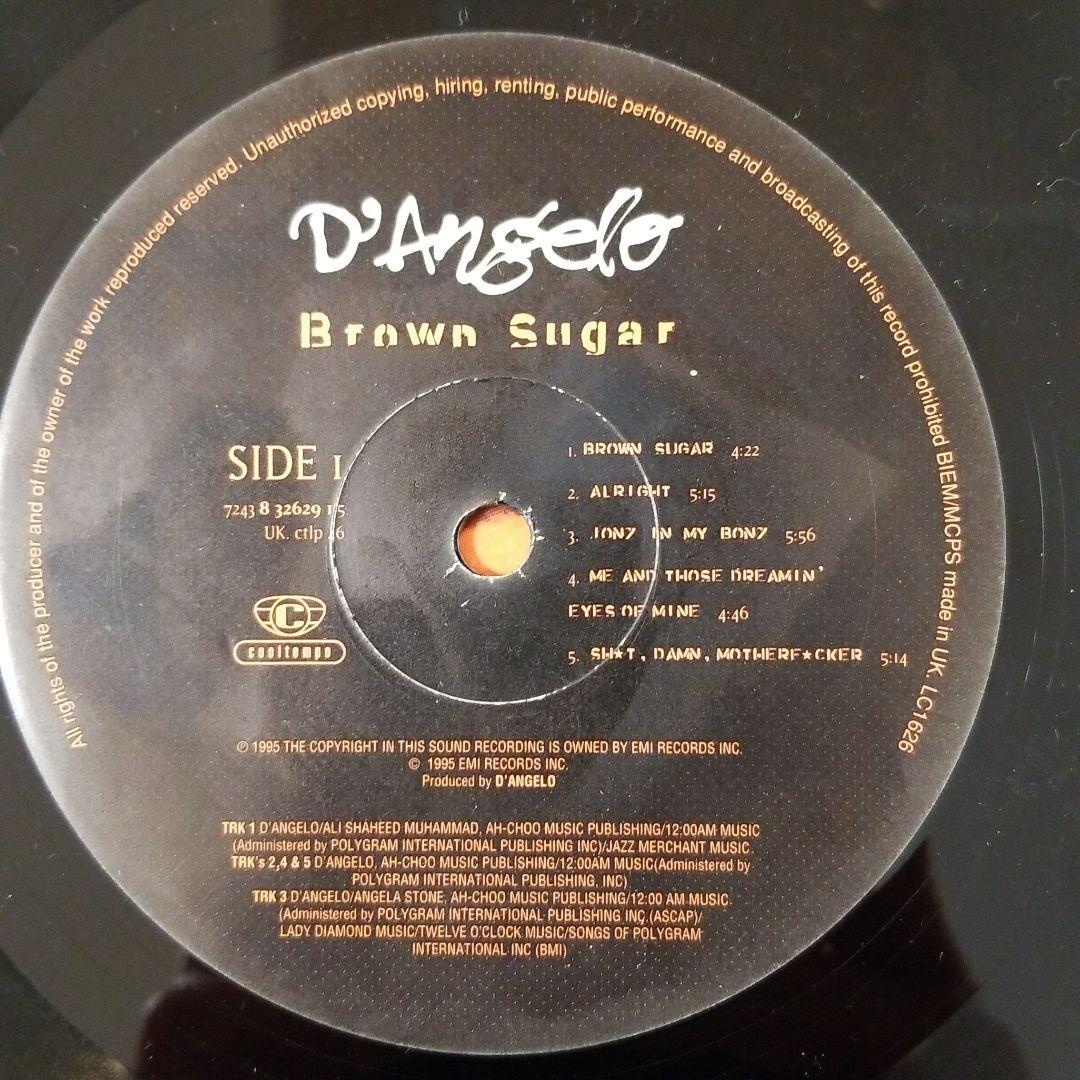 All rights of the producer and of the owner of the work reproduced reserved. Unauthorized copying, hiring, renting, public performance and broadcasting of this record prohibited BIEM/MCPS made in UK. LC1626
D'Angelo
Brown Sugar
SIDE 1
7243 8 32629 1 5
UK. ctlp
C
cooltempo
1. BROWN SUGAR 4:22
2. ALRIGHT 5:15
3. JONZ IN MY BONZ 5:56
4. ME AND THOSE DREAMIN'
EYES OF MINE 4:46
5. SH★T, DAMN, MOTHERF★CKER 5:14
℗ 1995 THE COPYRIGHT IN THIS SOUND RECORDING IS OWNED BY EMI RECORDS INC.
© 1995 EMI RECORDS INC.
Produced by D'ANGELO
TRK 1 D'ANGELO/ALI SHAHEED MUHAMMAD, AH-CHOO MUSIC PUBLISHING/12:00AM MUSIC
(Administered by POLYGRAM INTERNATIONAL PUBLISHING INC)/JAZZ MERCHANT MUSIC.
TRK's 2,4 & 5 D'ANGELO, AH-CHOO MUSIC PUBLISHING/12:00AM MUSIC(Administered by
POLYGRAM INTERNATIONAL PUBLISHING, INC)
TRK 3 D'ANGELO/ANGELA STONE, AH-CHOO MUSIC PUBLISHING/12:00 AM MUSIC.
(Administered by POLYGRAM INTERNATIONAL PUBLISHING INC.(ASCAP)/
LADY DIAMOND MUSIC/TWELVE O'CLOCK MUSIC/SONGS OF POLYGRAM
INTERNATIONAL INC (BMI)